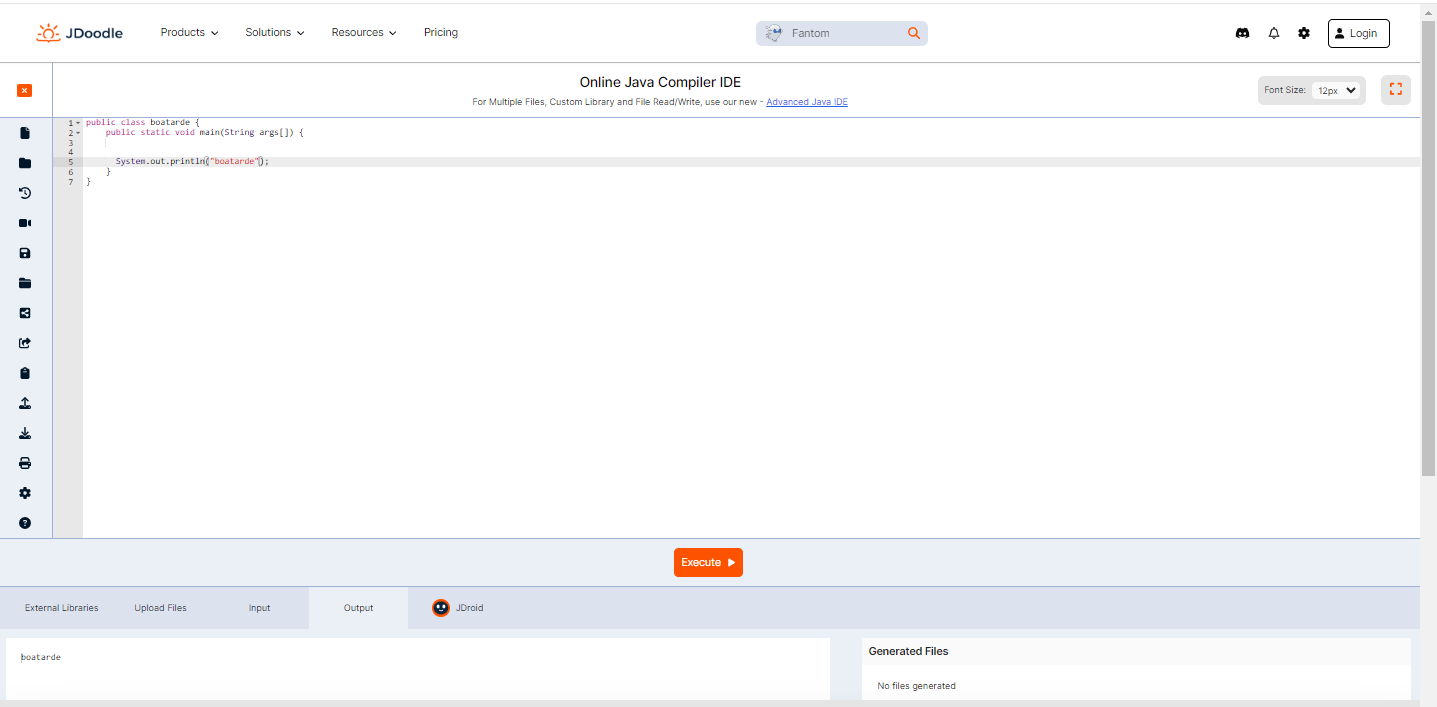 JDoodle Products Solutions Resources Pricing Fantom Login
Online Java Compiler IDE
For Multiple Files, Custom Library and File Read/Write, use our new - Advanced Java IDE
Font Size: 12px
1 public class boatarde {
2 public static void main(String args[]) {
3
4
5 System.out.println("boatarde");
6 }
7 }
Execute
External Libraries Upload Files Input Output JDroid
boatarde
Generated Files
No files generated